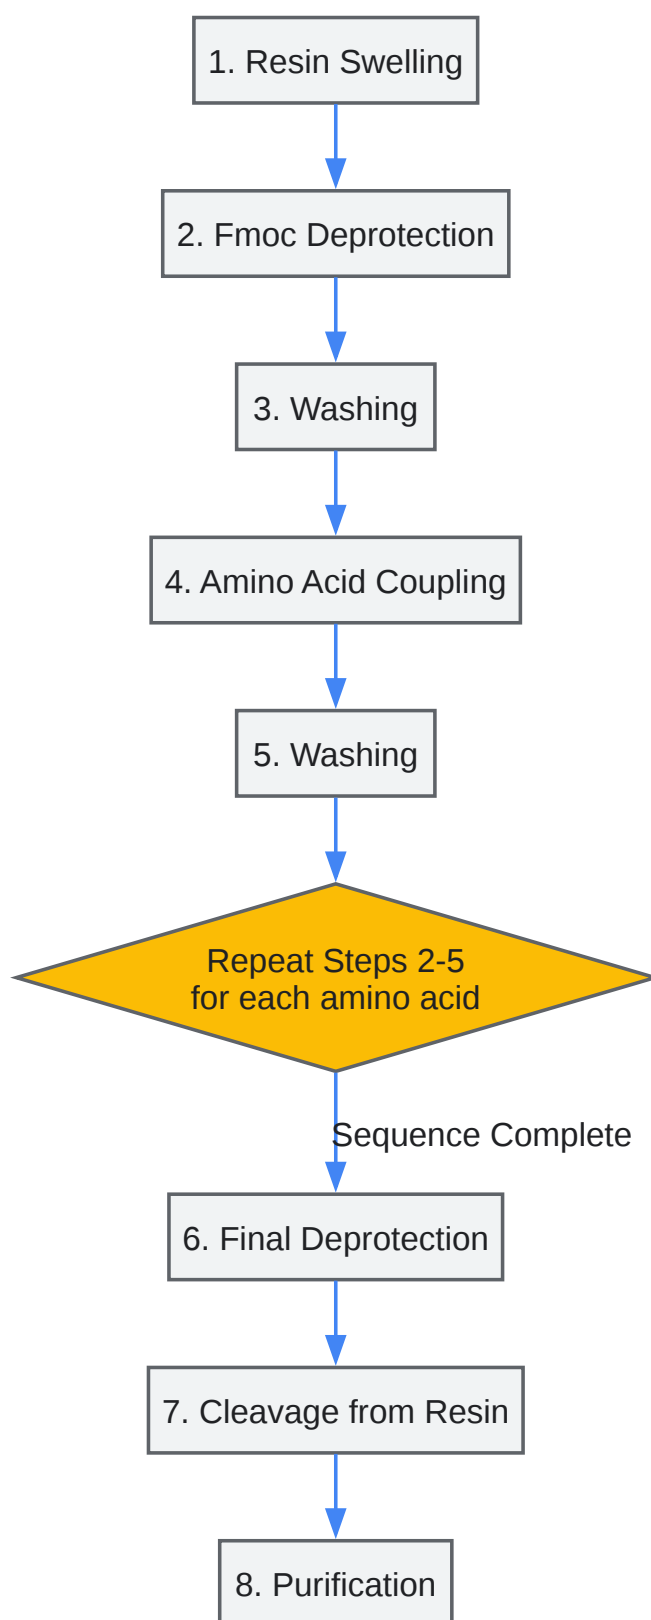 1. Resin Swelling
2. Fmoc Deprotection
3. Washing
4. Amino Acid Coupling
5. Washing
Repeat Steps 2-5
for each amino acid
Sequence Complete
6. Final Deprotection
7. Cleavage from Resin
8. Purification